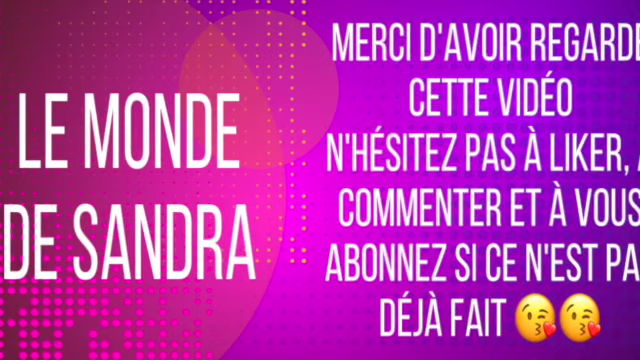 LE MONDE
DE SANDRA
MERCI D'AVOIR REGARDE
CETTE VIDÉO
N'HÉSITEZ PAS À LIKER,
COMMENTER ET À VOUS
ABONNEZ SI CE N'EST PA
DÉJÀ FAIT 😘😘